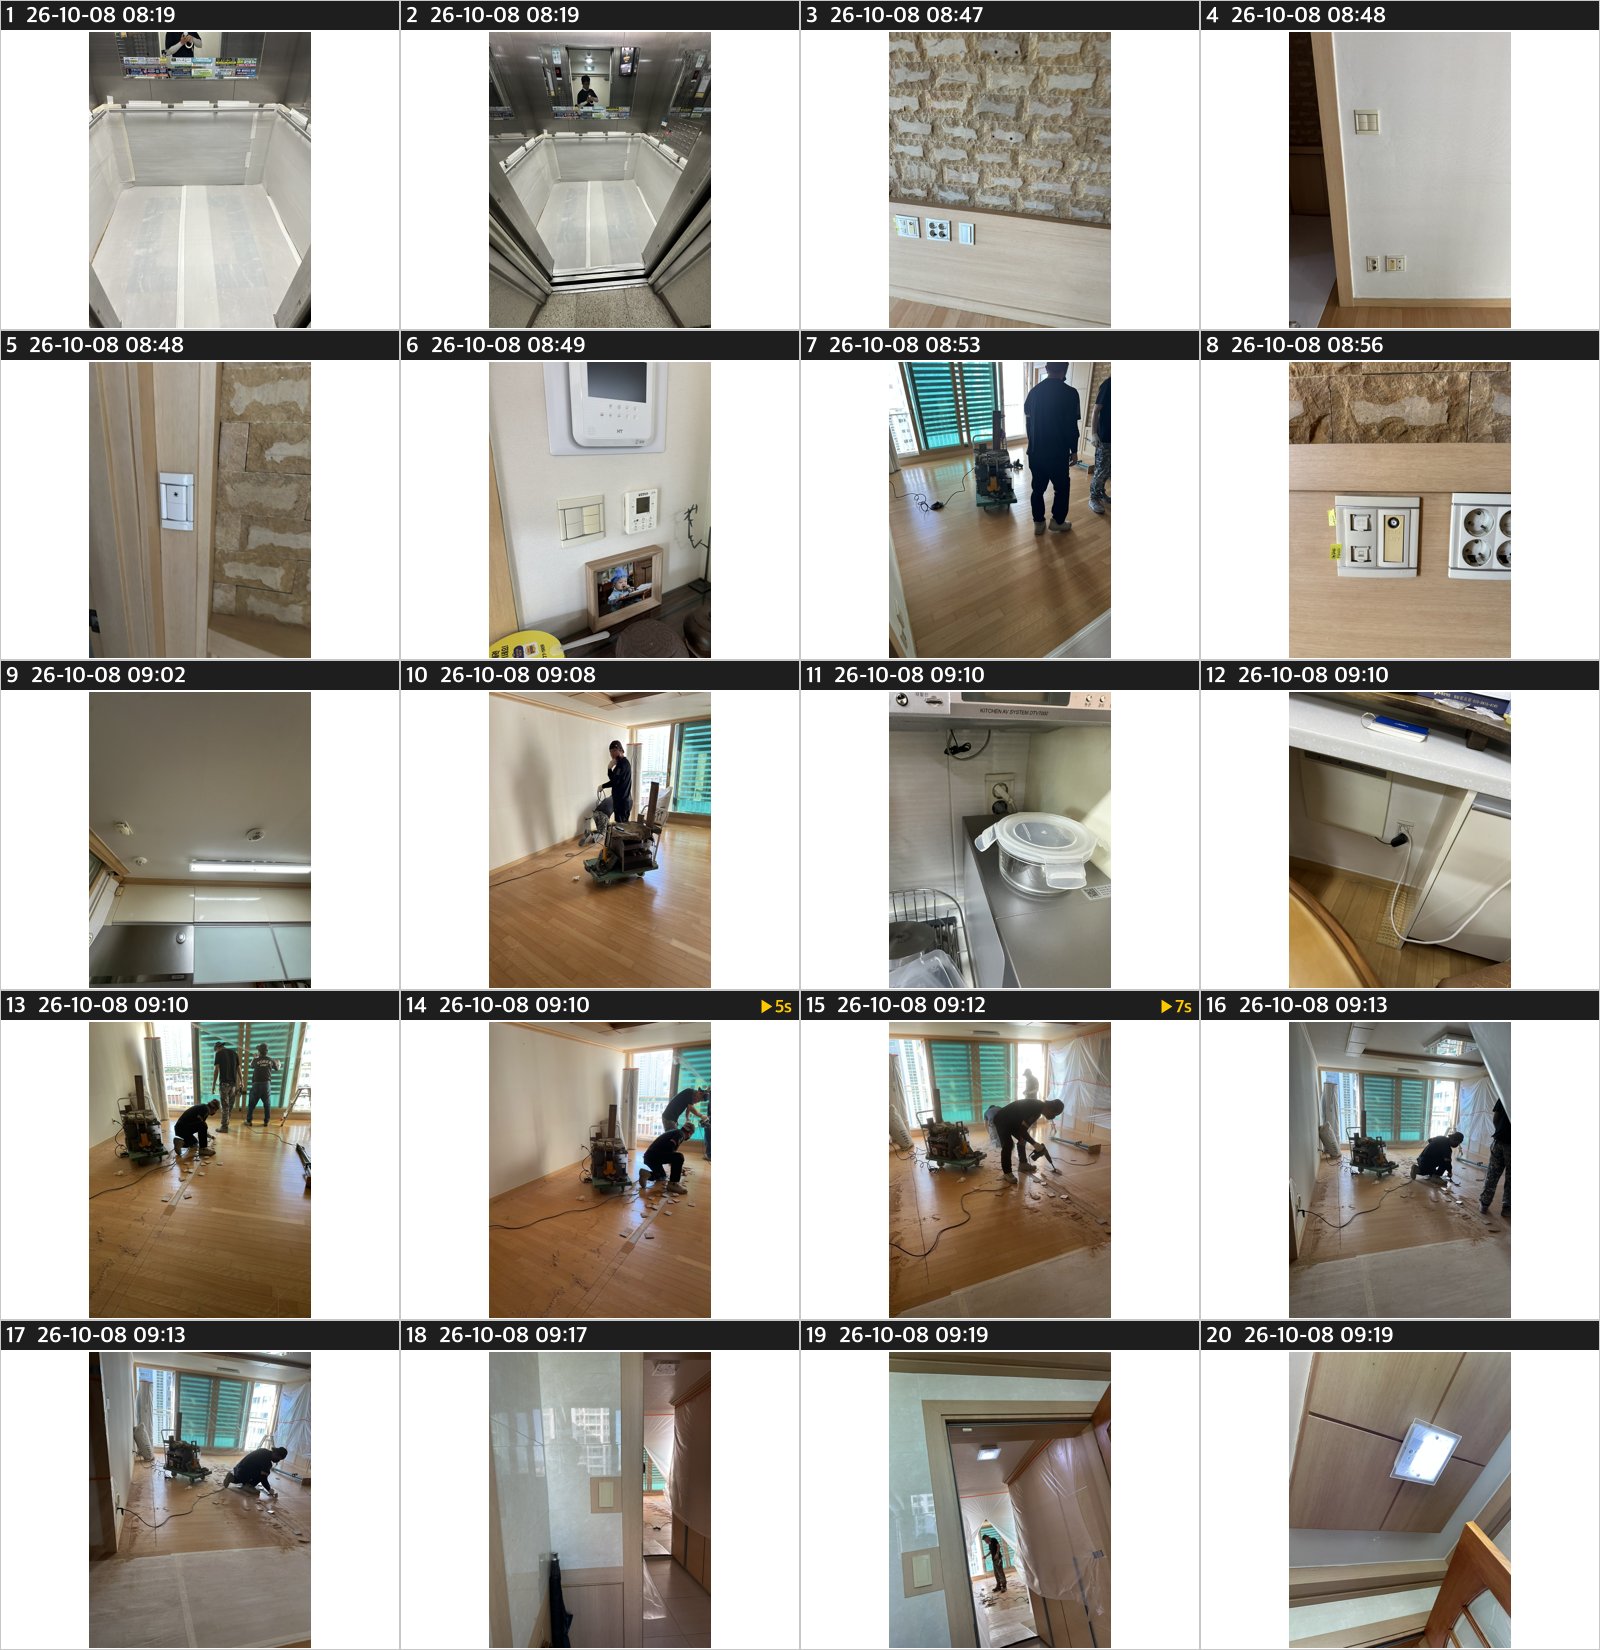 1 26-10-08 08:19
2 26-10-08 08:19
3 26-10-08 08:47
4 26-10-08 08:48
5 26-10-08 08:48
6 26-10-08 08:49
7 26-10-08 08:53
8 26-10-08 08:56
9 26-10-08 09:02
10 26-10-08 09:08
11 26-10-08 09:10
KITCHEN AV SYSTEM
12 26-10-08 09:10
13 26-10-08 09:10
14 26-10-08 09:10 ▶5s
15 26-10-08 09:12 ▶7s
16 26-10-08 09:13
17 26-10-08 09:13
18 26-10-08 09:17
19 26-10-08 09:19
20 26-10-08 09:19